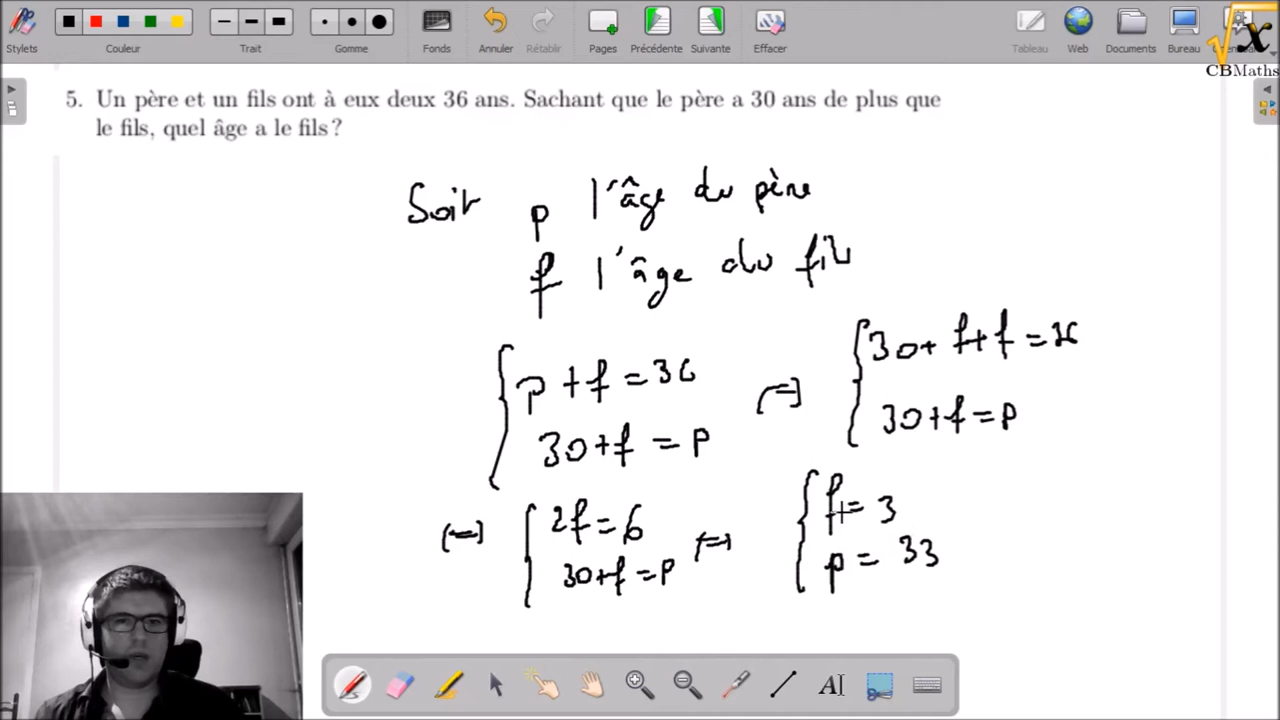 Stylets Couleur Trait Gomme Fonds Annuler Rétablir Pages Précédente Suivante Effacer Tableau Web Documents Bureau
CBMaths
5. Un père et un fils ont à eux deux 36 ans. Sachant que le père a 30 ans de plus que
le fils, quel âge a le fils ?
Soit p l'âge du père
f l'âge du fils
p + f = 36
30 + f = p
⇔ 30 + f + f = 36
30 + f = p
⇔ 2f = 6
30 + f = p
⇔ f = 3
p = 33
AI